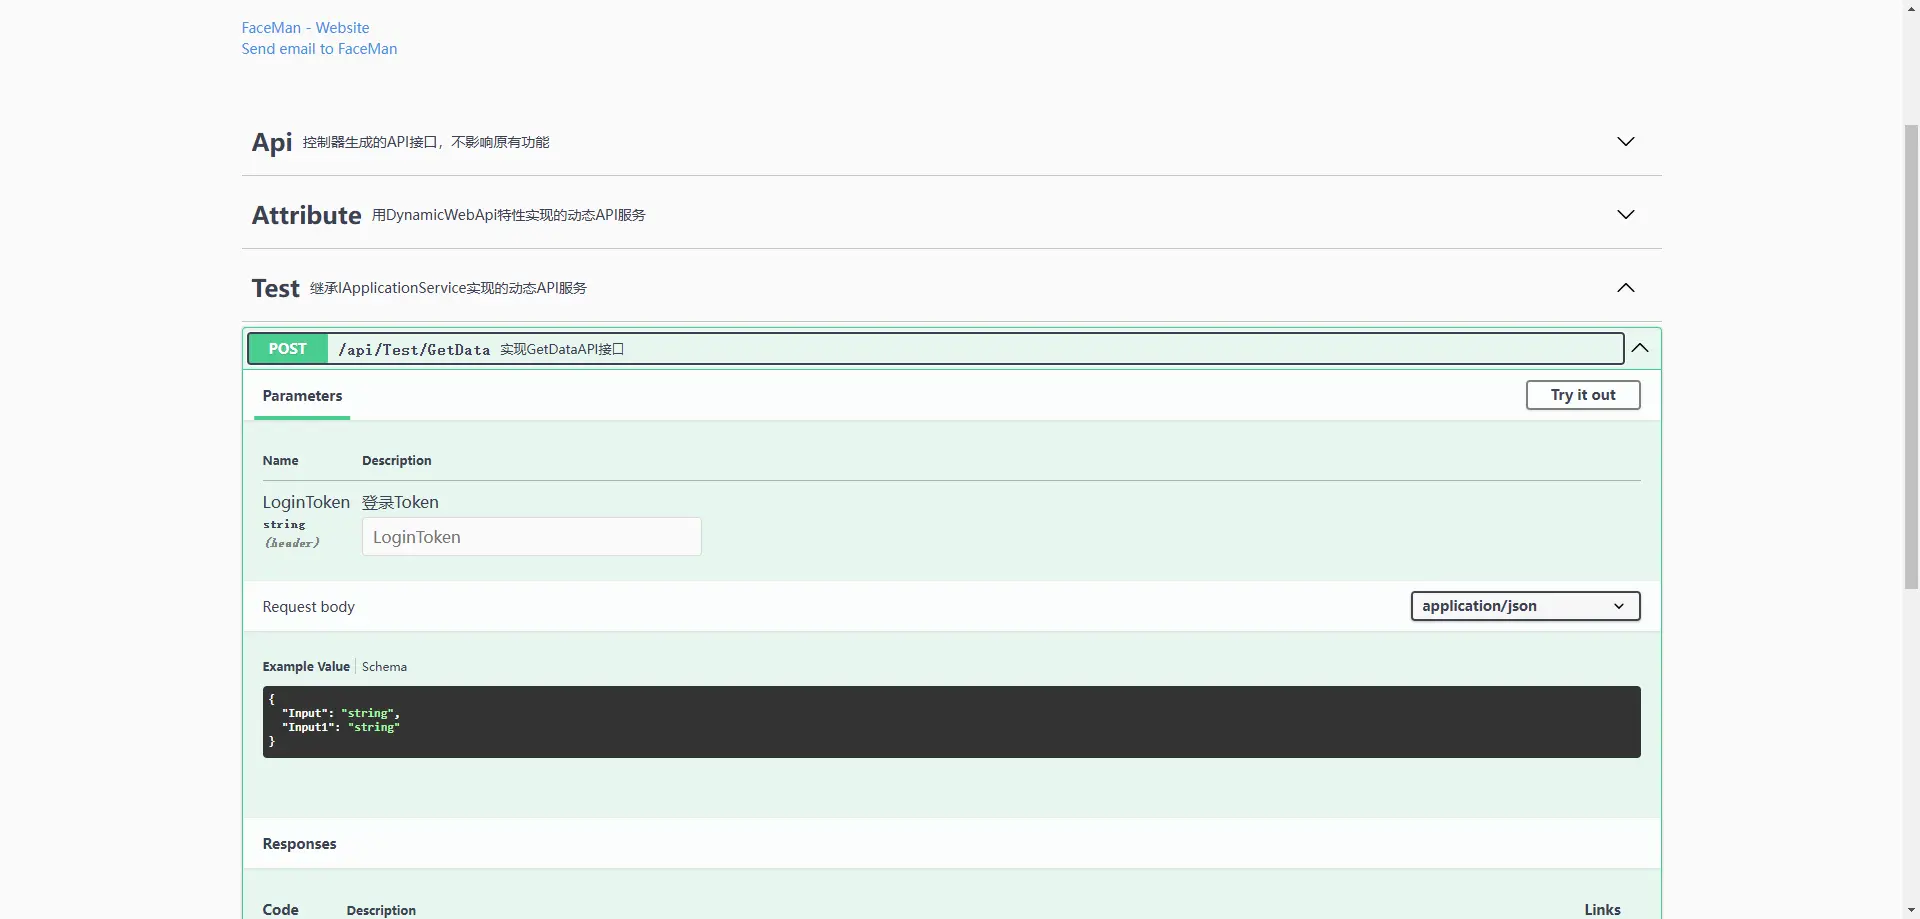 FaceMan - Website
Send email to FaceMan
Api 控制器生成的API接口，不影响原有功能
Attribute 用DynamicWebApi特性实现的动态API服务
Test 继承IApplicationService实现的动态API服务
POST /api/Test/GetData 实现GetDataAPI接口
Parameters Try it out
Name Description
LoginToken 登录Token
string
(header) LoginToken
Request body application/json
Example Value Schema
{
"Input": "string",
"Input1": "string"
}
Responses
Code Description Links